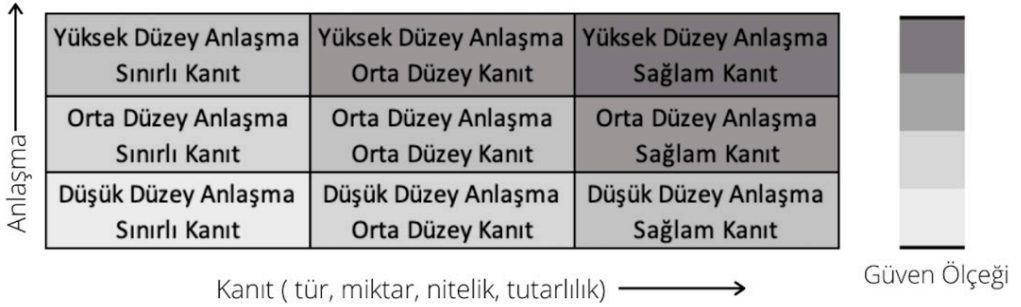 Yüksek Düzey Anlaşma
Sınırlı Kanıt
Yüksek Düzey Anlaşma
Orta Düzey Kanıt
Yüksek Düzey Anlaşma
Sağlam Kanıt
Orta Düzey Anlaşma
Sınırlı Kanıt
Orta Düzey Anlaşma
Orta Düzey Kanıt
Orta Düzey Anlaşma
Sağlam Kanıt
Düşük Düzey Anlaşma
Sınırlı Kanıt
Düşük Düzey Anlaşma
Orta Düzey Kanıt
Düşük Düzey Anlaşma
Sağlam Kanıt
Anlaşma
Kanıt ( tür, miktar, nitelik, tutarlılık)
Güven Ölçeği